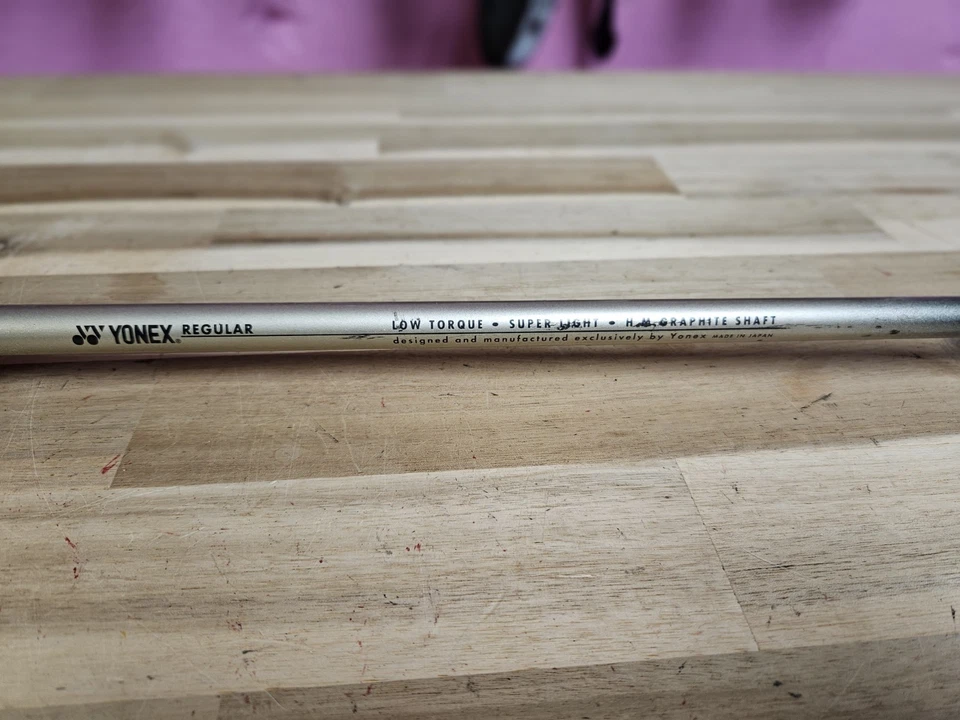 YONEX® REGULAR
LOW TORQUE • SUPER LIGHT • H.M. GRAPHITE SHAFT
designed and manufactured exclusively by Yonex MADE IN JAPAN